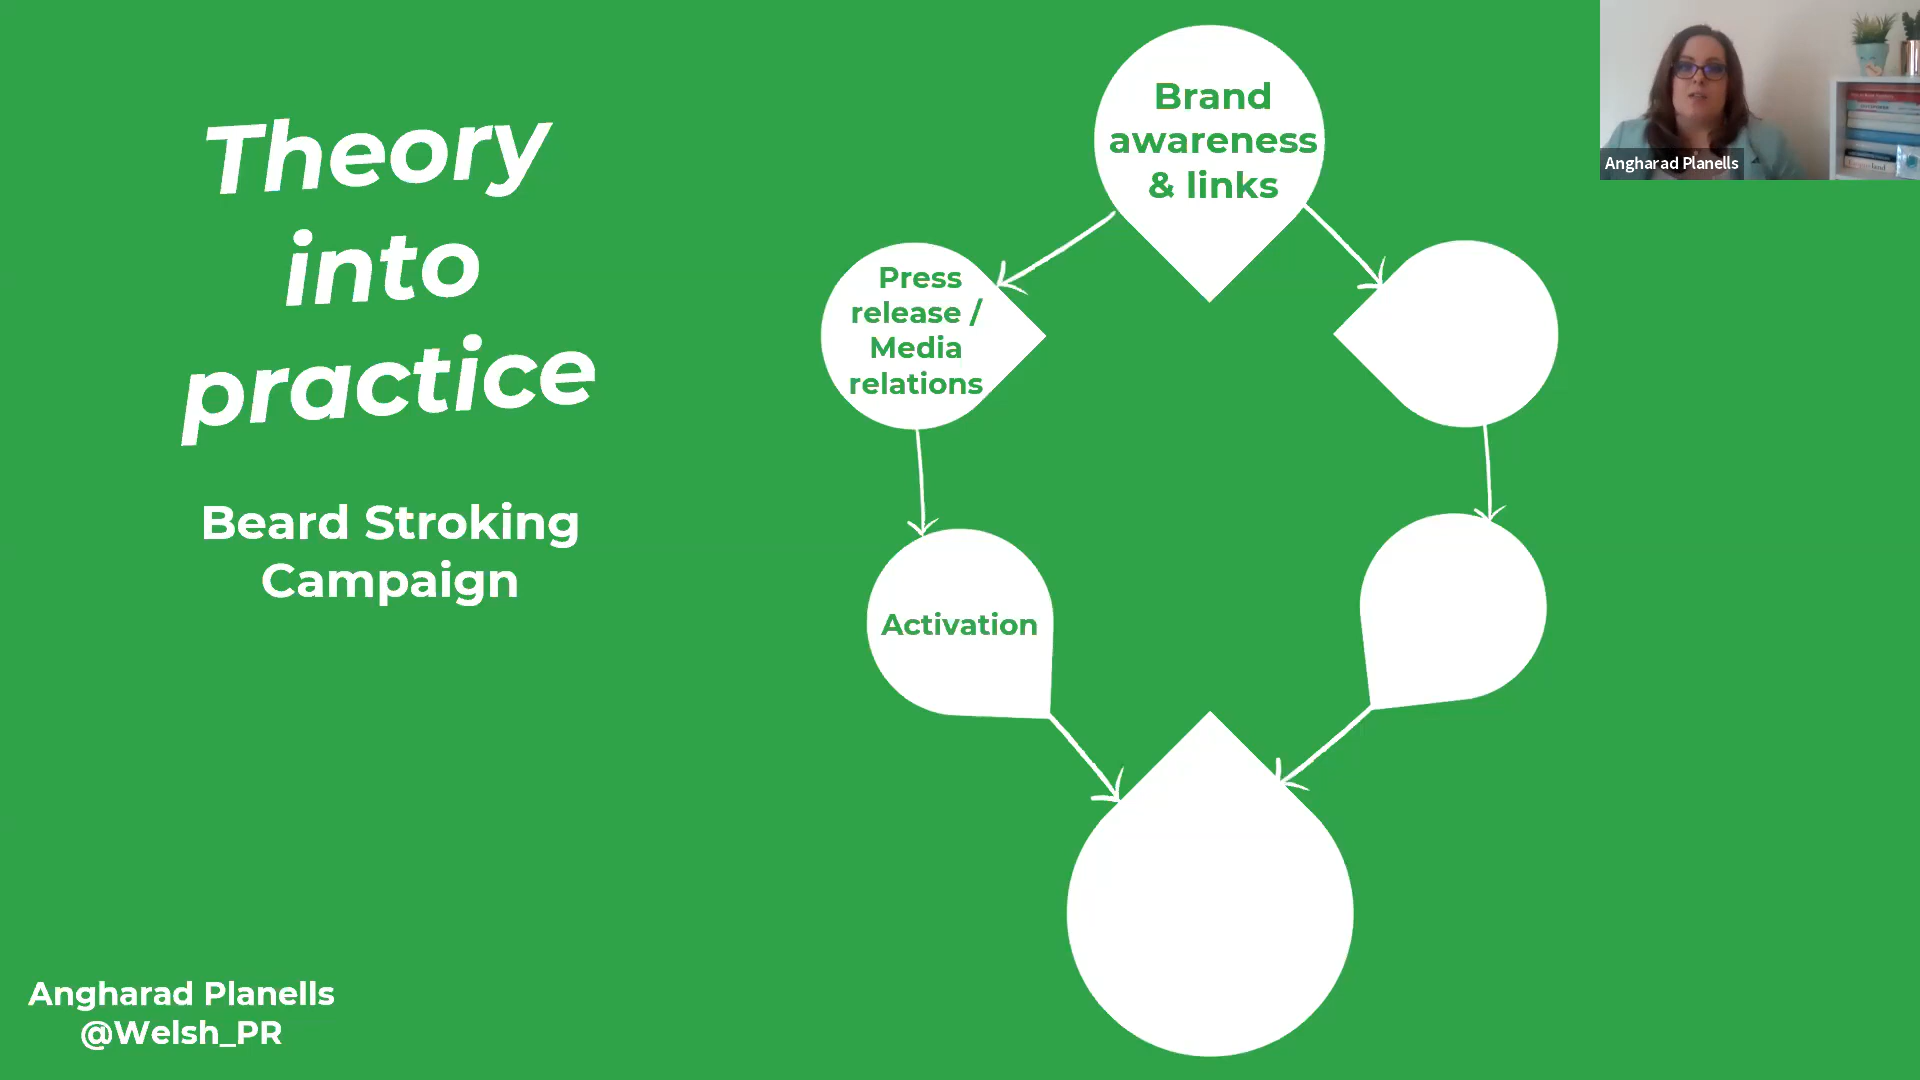 Theory
into
practice
Beard Stroking
Campaign
Brand
awareness
& links
Press
release /
Media
relations
Activation
Angharad Planells
@Welsh_PR
Angharad Planells